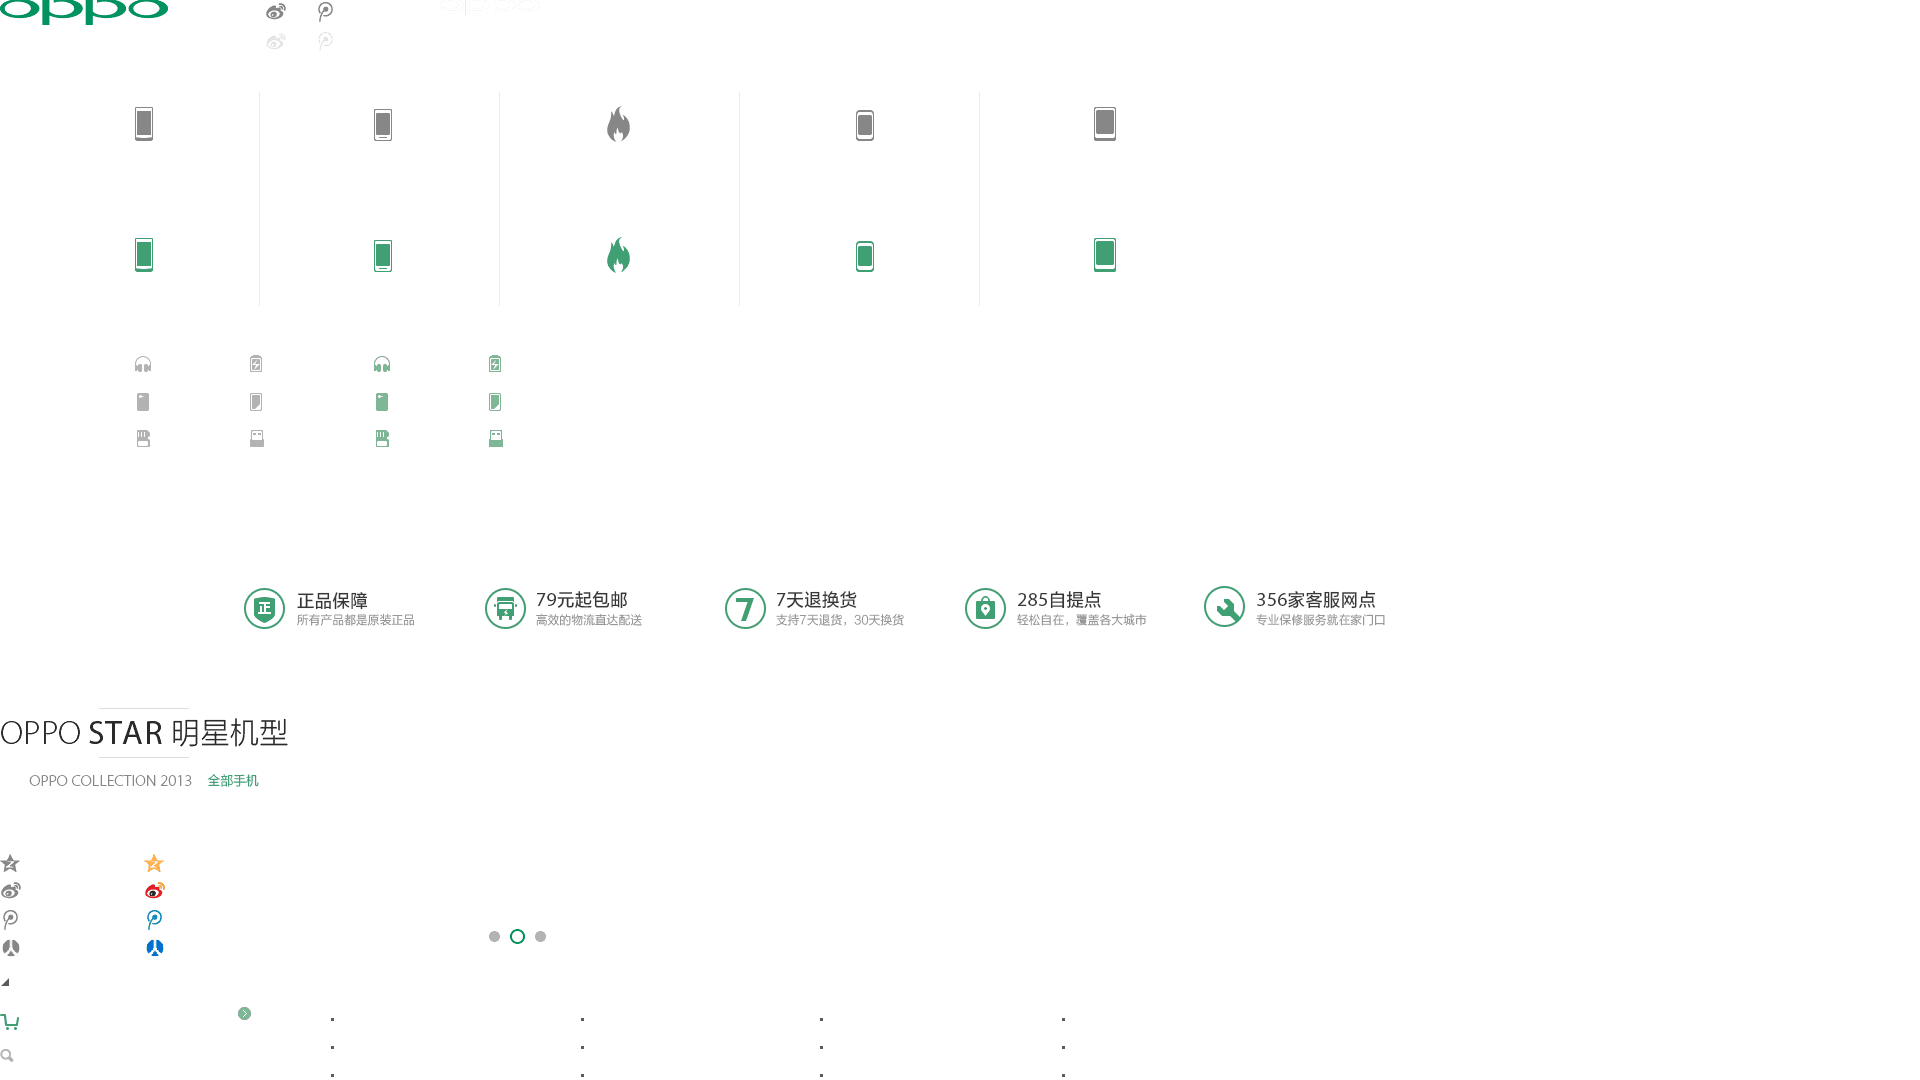 oppo
正品保障
所有产品都是原装正品
79元起包邮
高效的物流直达配送
7
7天退换货
支持7天退货，30天换货
285自提点
轻松自在，覆盖各大城市
356家客服网点
专业保修服务就在家门口
OPPO STAR 明星机型
OPPO COLLECTION 2013 全部手机